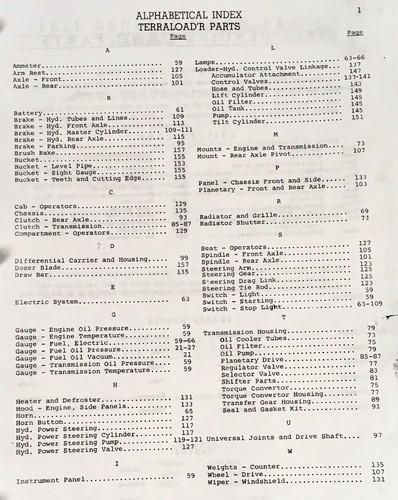 ALPHABETICAL INDEX
TERRALOAD'R PARTS
1
Page
A
Ammeter 59
Arm Rest 127
Axle - Front 105
Axle - Rear 101
B
Battery 61
Brake - Hyd. Tubes and Lines 109
Brake - Hyd. Front Axle 113
Brake - Hyd. Master Cylinder 109-111
Brake - Hyd. Rear Axle 115
Brake - Parking 95
Brush Rake 157
Bucket 155
Bucket - Level Pipe 153
Bucket - Sight Gauge 155
Bucket - Teeth and Cutting Edge 155
C
Cab - Operators 129
Chassis 135
Clutch - Rear Axle 93
Clutch - Transmission 85-87
Compartment - Operators 129
D
Differential Carrier and Housing 99
Dozer Blade 157
Draw Bar 135
E
Electric System 63
G
Gauge - Engine Oil Pressure 59
Gauge - Engine Temperature 59
Gauge - Fuel, Electric 59-66
Gauge - Fuel Oil Pressure 21-27
Gauge - Fuel Oil Vacuum 21
Gauge - Transmission Oil Pressure 59
Gauge - Transmission Temperature 59
H
Heater and Defroster 131
Hood - Engine, Side Panels 133
Horn 65
Horn Button 127
Hyd. Power Steering 117
Hyd. Power Steering Cylinder 117
Hyd. Power Steering Pump 119-121
Hyd. Power Steering Valve 127
I
Instrument Panel 59
Page
L
Lamps 63-66
Loader-Hyd. Control Valve Linkage 137
Accumulator Attachment 147
Control Valves 137-141
Hose and Tubes 143
Lift Cylinder 149
Oil Filter 145
Oil Tank 145
Pump 145
Tilt Cylinder 151
M
Mounts - Engine and Transmission 73
Mount - Rear Axle Pivot 107
P
Panel - Chassis Front and Side 133
Planetary - Front and Rear Axle 103
R
Radiator and Grille 69
Radiator Shutter 73
S
Seat - Operators 127
Spindle - Front Axle 105
Spindle - Rear Axle 101
Steering Arm 123
Steering Gear 125
Steering Drag Link 125
Steering Tie Rod 123
Switch - Light 59
Switch - Starting 59
Switch - Stop Light 63-109
T
Transmission Housing 79
Oil Cooler Tubes 73
Oil Filter 75
Oil Pump 79
Planetary Drive 85-87
Regulator Valve 77
Selector Valve 83
Shifter Parts 81
Torque Convertor 75
Torque Convertor Housing 77
Transfer Gear Housing 89
Seal and Gasket Kit 91
U
Universal Joints and Drive Shaft 97
W
Weights - Counter 135
Wheel - Drive 107
Wiper - Windshield 131